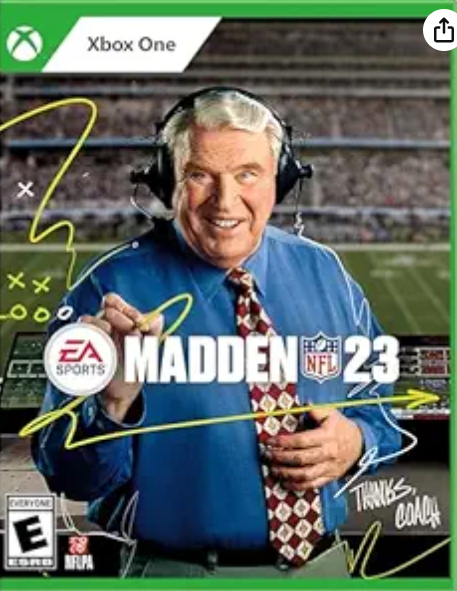 Xbox One
EA
SPORTS
MADDEN NFL 23
THANKS,
COACH
EVERYONE
E
ESRB
NFLPA